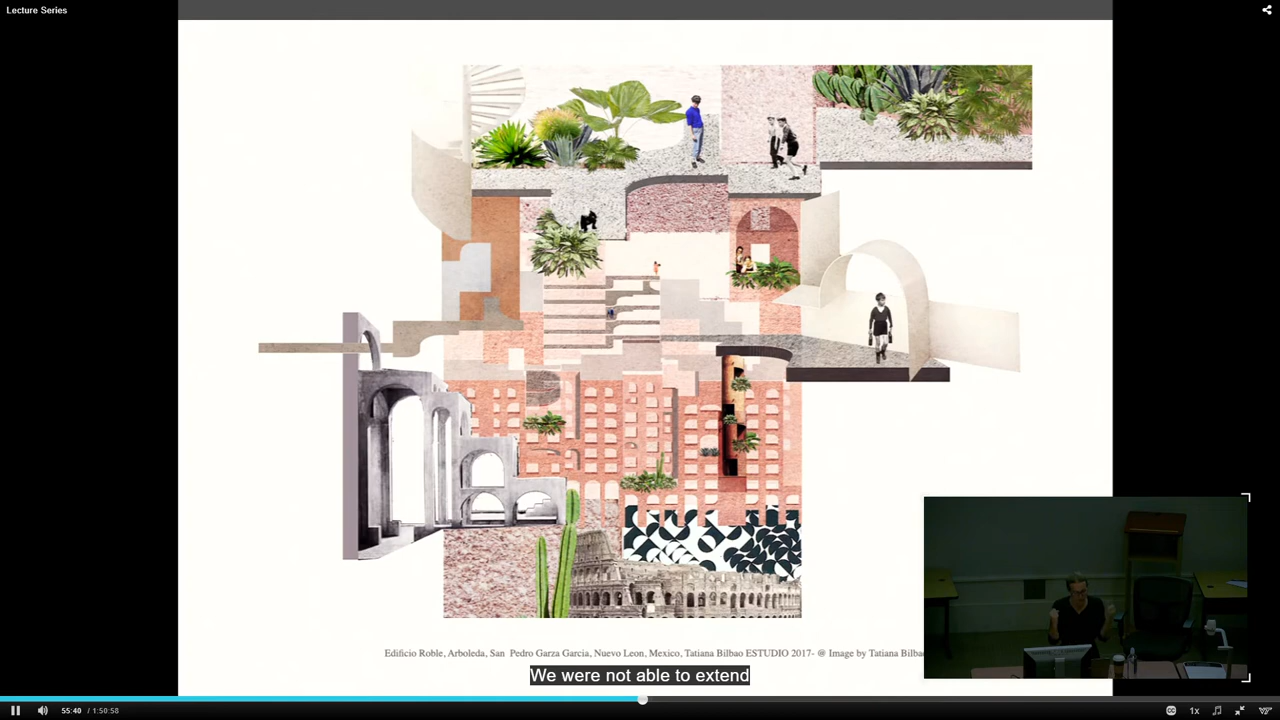 Lecture Series
Edificio Roble, Arboleda, San Pedro Garza Garcia, Nuevo Leon, Mexico, Tatiana Bilbao ESTUDIO 2017- @ Image by Tatiana
We were not able to extend
55:40 / 1:50:58
CC
1x